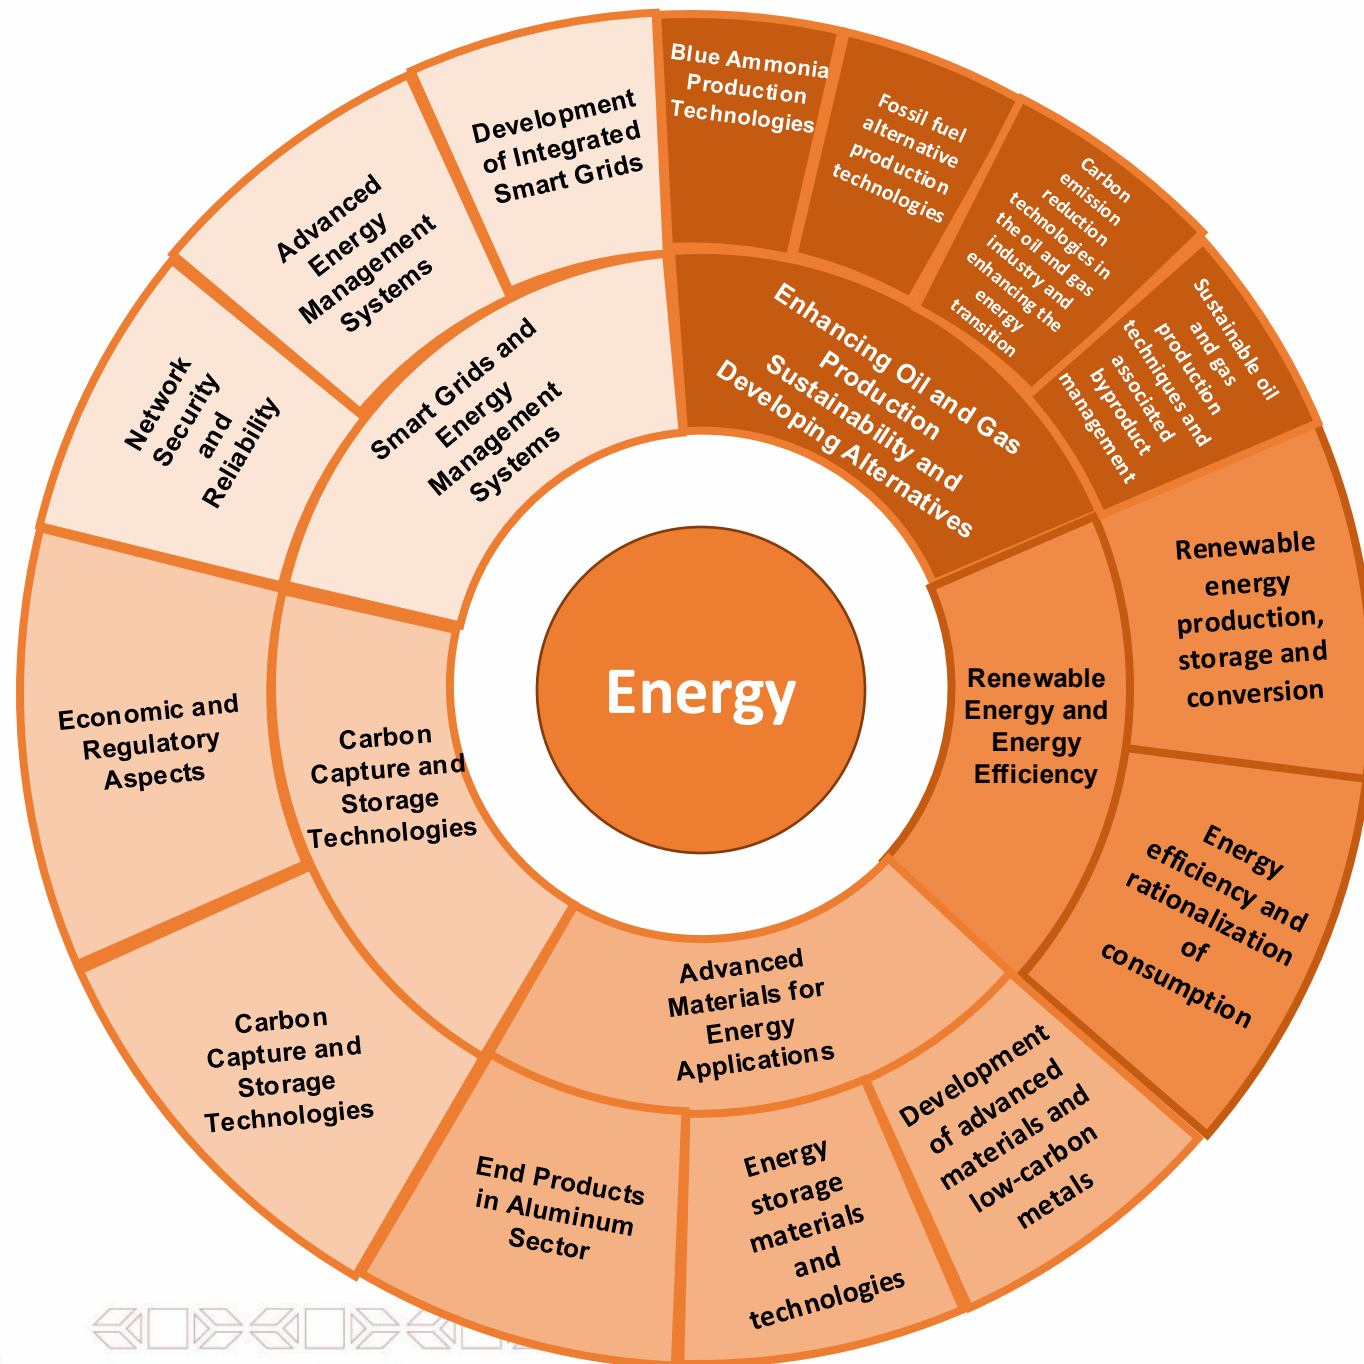 Energy
Enhancing Oil and Gas
Production
Sustainability and
Developing Alternatives
Blue Ammonia
Production
Technologies
Fossil fuel
alternative
production
technologies
Carbon
emission
reduction
technologies in
the oil and gas
industry and
enhancing the
energy
transition
Sustainable oil
and gas
production
techniques and
associated
byproduct
management
Renewable
Energy and
Energy
Efficiency
Renewable
energy
production,
storage and
conversion
Energy
efficiency and
rationalization
of
consumption
Advanced
Materials for
Energy
Applications
Development
of advanced
materials and
low-carbon
metals
Energy
storage
materials
and
technologies
End Products
in Aluminum
Sector
Carbon
Capture and
Storage
Technologies
Carbon
Capture and
Storage
Technologies
Economic and
Regulatory
Aspects
Smart Grids and
Energy
Management
Systems
Network
Security
and
Reliability
Advanced
Energy
Management
Systems
Development
of Integrated
Smart Grids